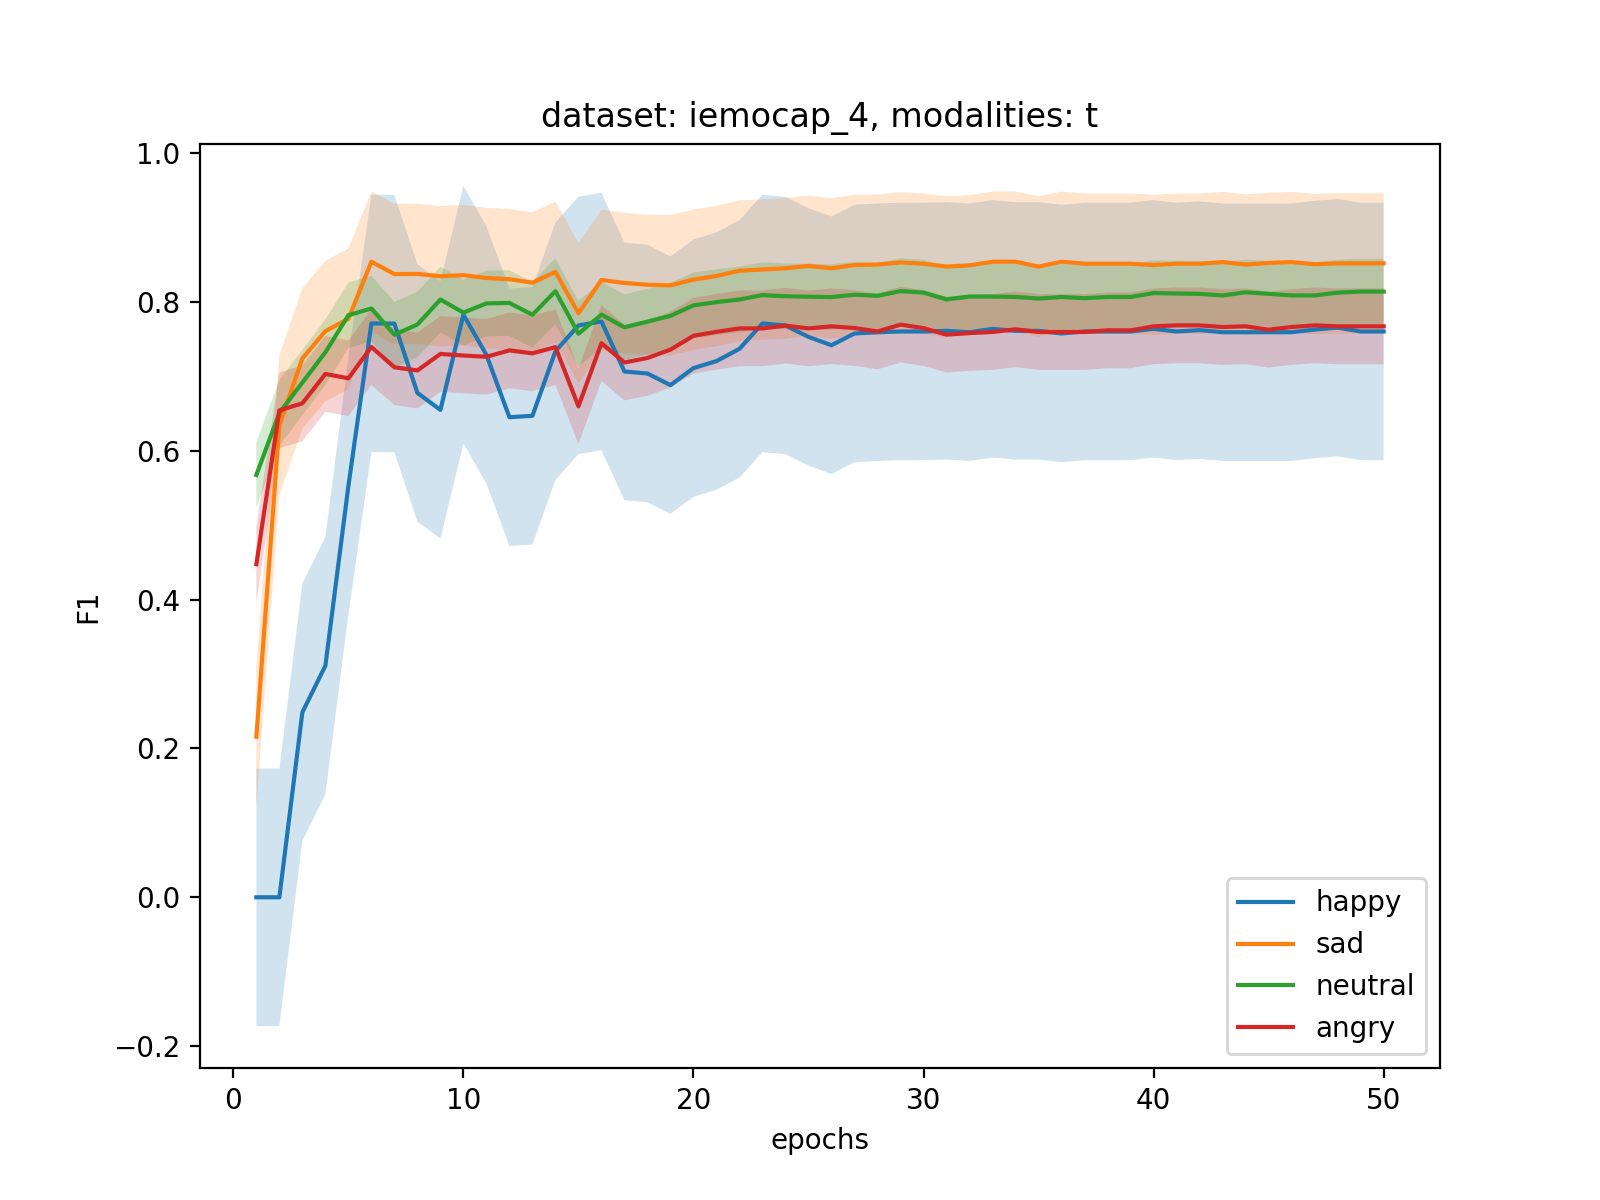 dataset: iemocap_4, modalities: t
1.0
0.8
0.6
0.4
0.2
0.0
−0.2
F1
0 10 20 30 40 50
epochs
happy
sad
neutral
angry